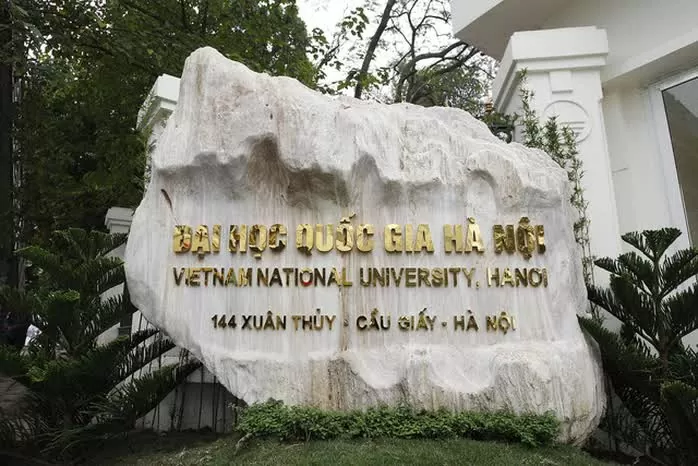 ĐẠI HỌC QUỐC GIA HÀ NỘI
VIETNAM NATIONAL UNIVERSITY, HANOI
144 XUÂN THỦY - CẦU GIẤY - HÀ NỘI